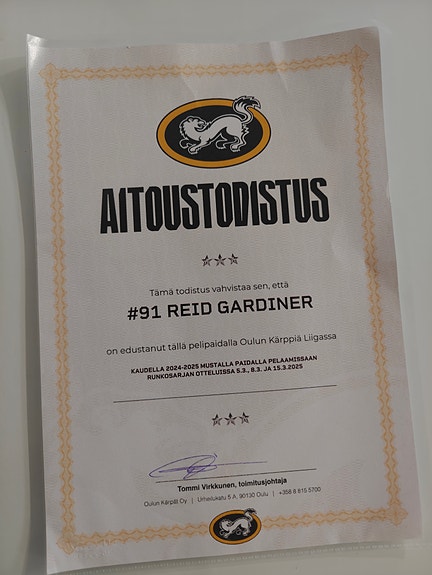 AITOUSTODISTUS
Tämä todistus vahvistaa sen, että
#91 REID GARDINER
on edustanut tällä pelipaidalla Oulun Kärppiä Liigassa
KAUDELLA 2024-2025 MUSTALLA PAIDALLA PELAAMISSAAN
RUNKOSARJAN OTTELUISSA 5.3., 8.3. JA 15.3.2025
Tommi Virkkunen, toimitusjohtaja
Oulun Kärpät Oy | Urheilukatu 6 A, 90130 Oulu | +358 8 815 5700